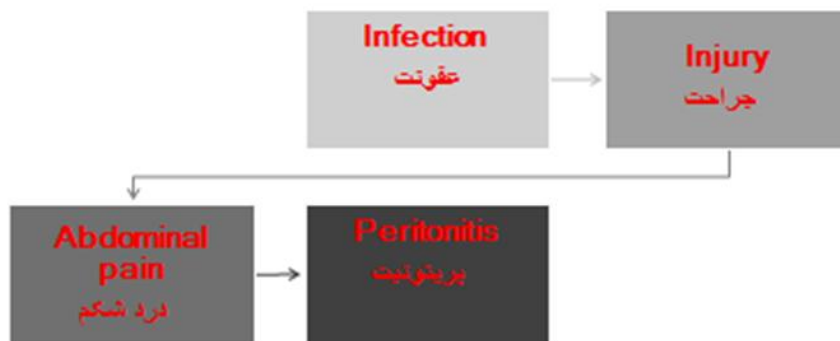 Infection
عفونت
Injury
جراحت
Abdominal
pain
درد شکم
Peritonitis
پریتونیت